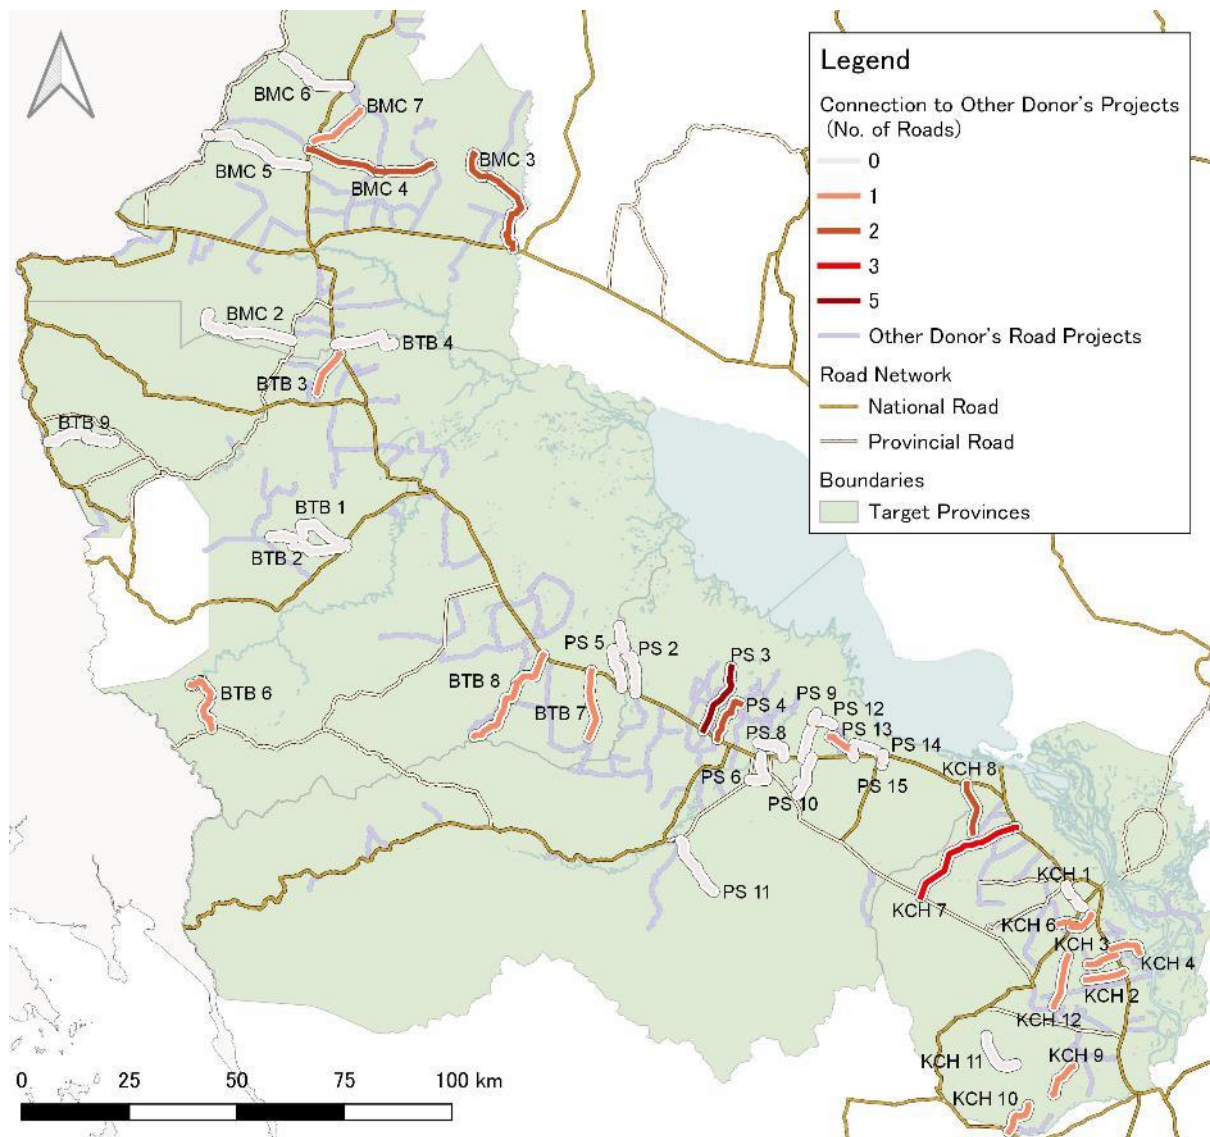 Legend
Connection to Other Donor's Projects
(No. of Roads)
0
1
2
3
5
Other Donor's Road Projects
Road Network
National Road
Provincial Road
Boundaries
Target Provinces
BMC 6
BMC 7
BMC 5
BMC 4
BMC 3
BMC 2
BTB 4
BTB 3
BTB 9
BTB 1
BTB 2
PS 5
PS 2
PS 3
BTB 8
BTB 6
BTB 7
PS 4
PS 9
PS 12
PS 8
PS 13
PS 14
PS 6
PS 10
PS 15
KCH 8
PS 11
KCH 7
KCH 1
KCH 6
KCH 3
KCH 4
KCH 2
KCH 12
KCH 11
KCH 9
KCH 10
0 25 50 75 100 km